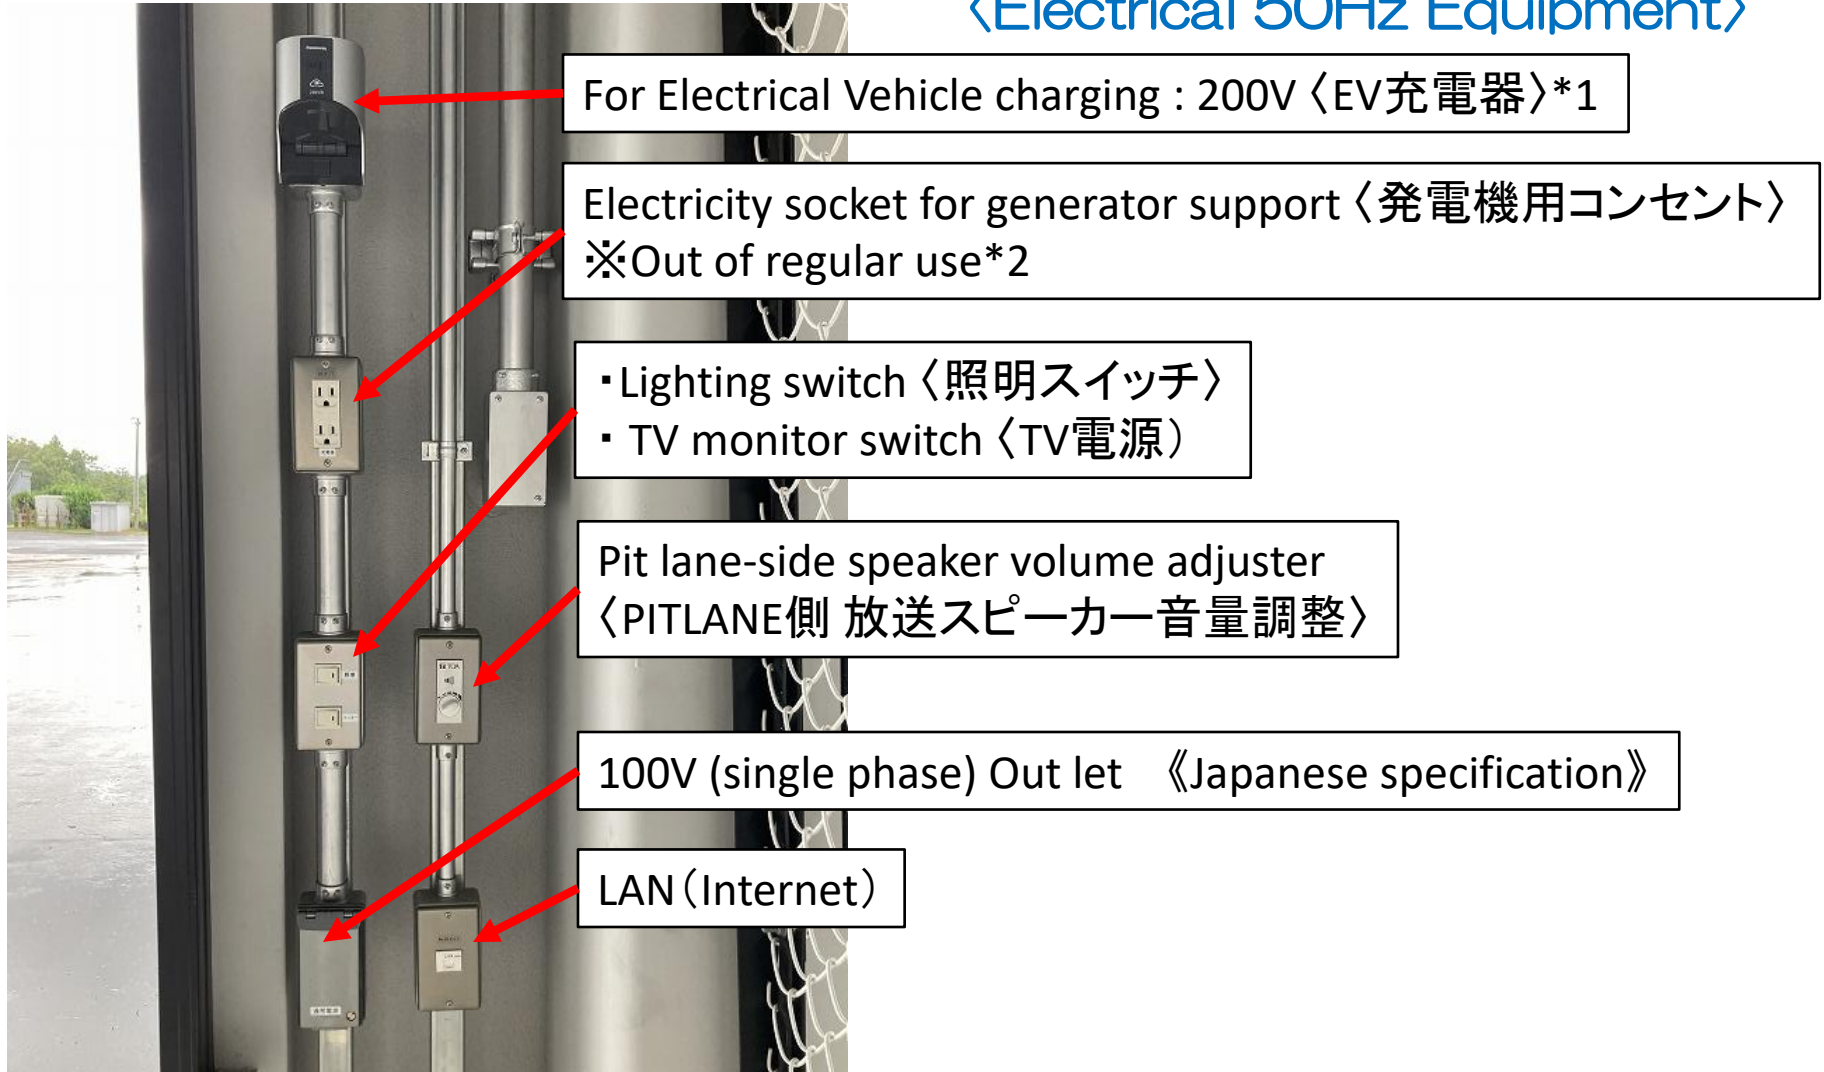 〈Electrical 50Hz Equipment〉
For Electrical Vehicle charging : 200V〈EV充電器〉*1
Electricity socket for generator support〈発電機用コンセント〉
※Out of regular use*2
・Lighting switch〈照明スイッチ〉
・TV monitor switch〈TV電源）
Pit lane-side speaker volume adjuster
〈PITLANE側 放送スピーカー音量調整〉
100V (single phase) Out let 《Japanese specification》
LAN（Internet）
Panasonic
TOA